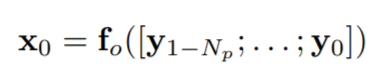 x₀ = f_o([y_{1−N_p}; . . . ; y₀])